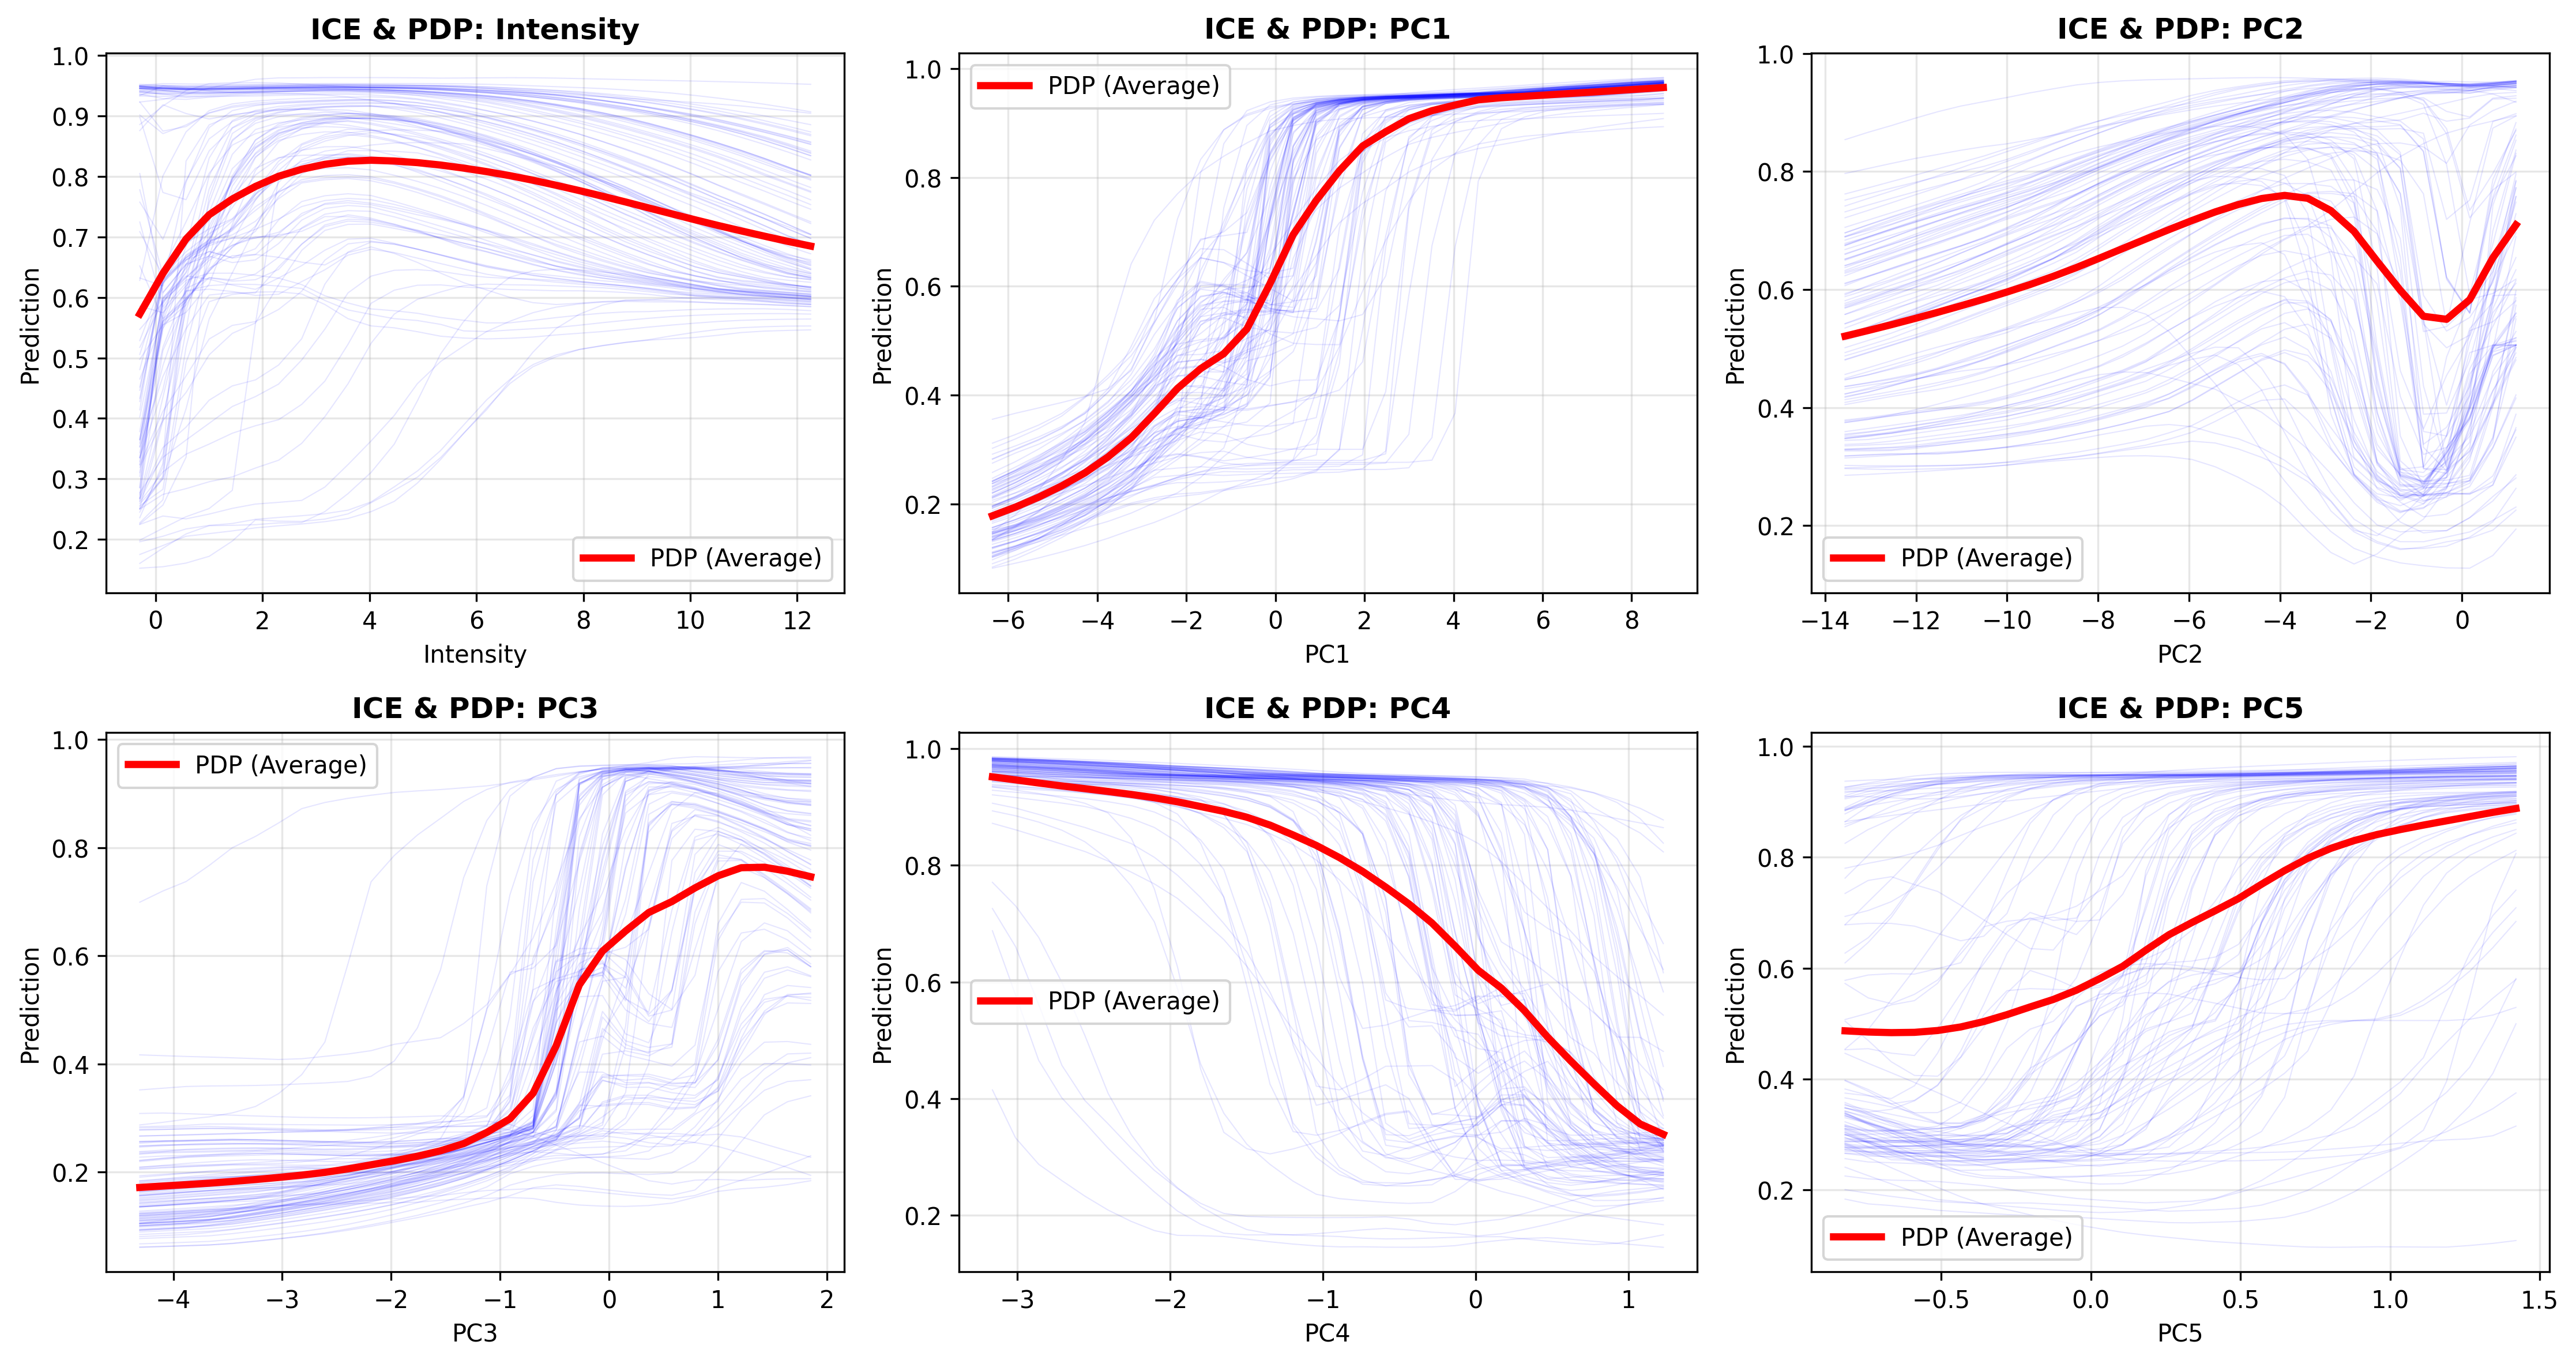 ICE & PDP: Intensity
1.0
0.9
0.8
0.7
0.6
0.5
0.4
0.3
0.2
Prediction
PDP (Average)
0 2 4 6 8 10 12
Intensity
ICE & PDP: PC1
1.0
0.8
0.6
0.4
0.2
Prediction
PDP (Average)
−6 −4 −2 0 2 4 6 8
PC1
ICE & PDP: PC2
1.0
0.8
0.6
0.4
0.2
Prediction
PDP (Average)
−14 −12 −10 −8 −6 −4 −2 0
PC2
ICE & PDP: PC3
1.0
0.8
0.6
0.4
0.2
Prediction
PDP (Average)
−4 −3 −2 −1 0 1 2
PC3
ICE & PDP: PC4
1.0
0.8
0.6
0.4
0.2
Prediction
PDP (Average)
−3 −2 −1 0 1
PC4
ICE & PDP: PC5
1.0
0.8
0.6
0.4
0.2
Prediction
PDP (Average)
−0.5 0.0 0.5 1.0 1.5
PC5